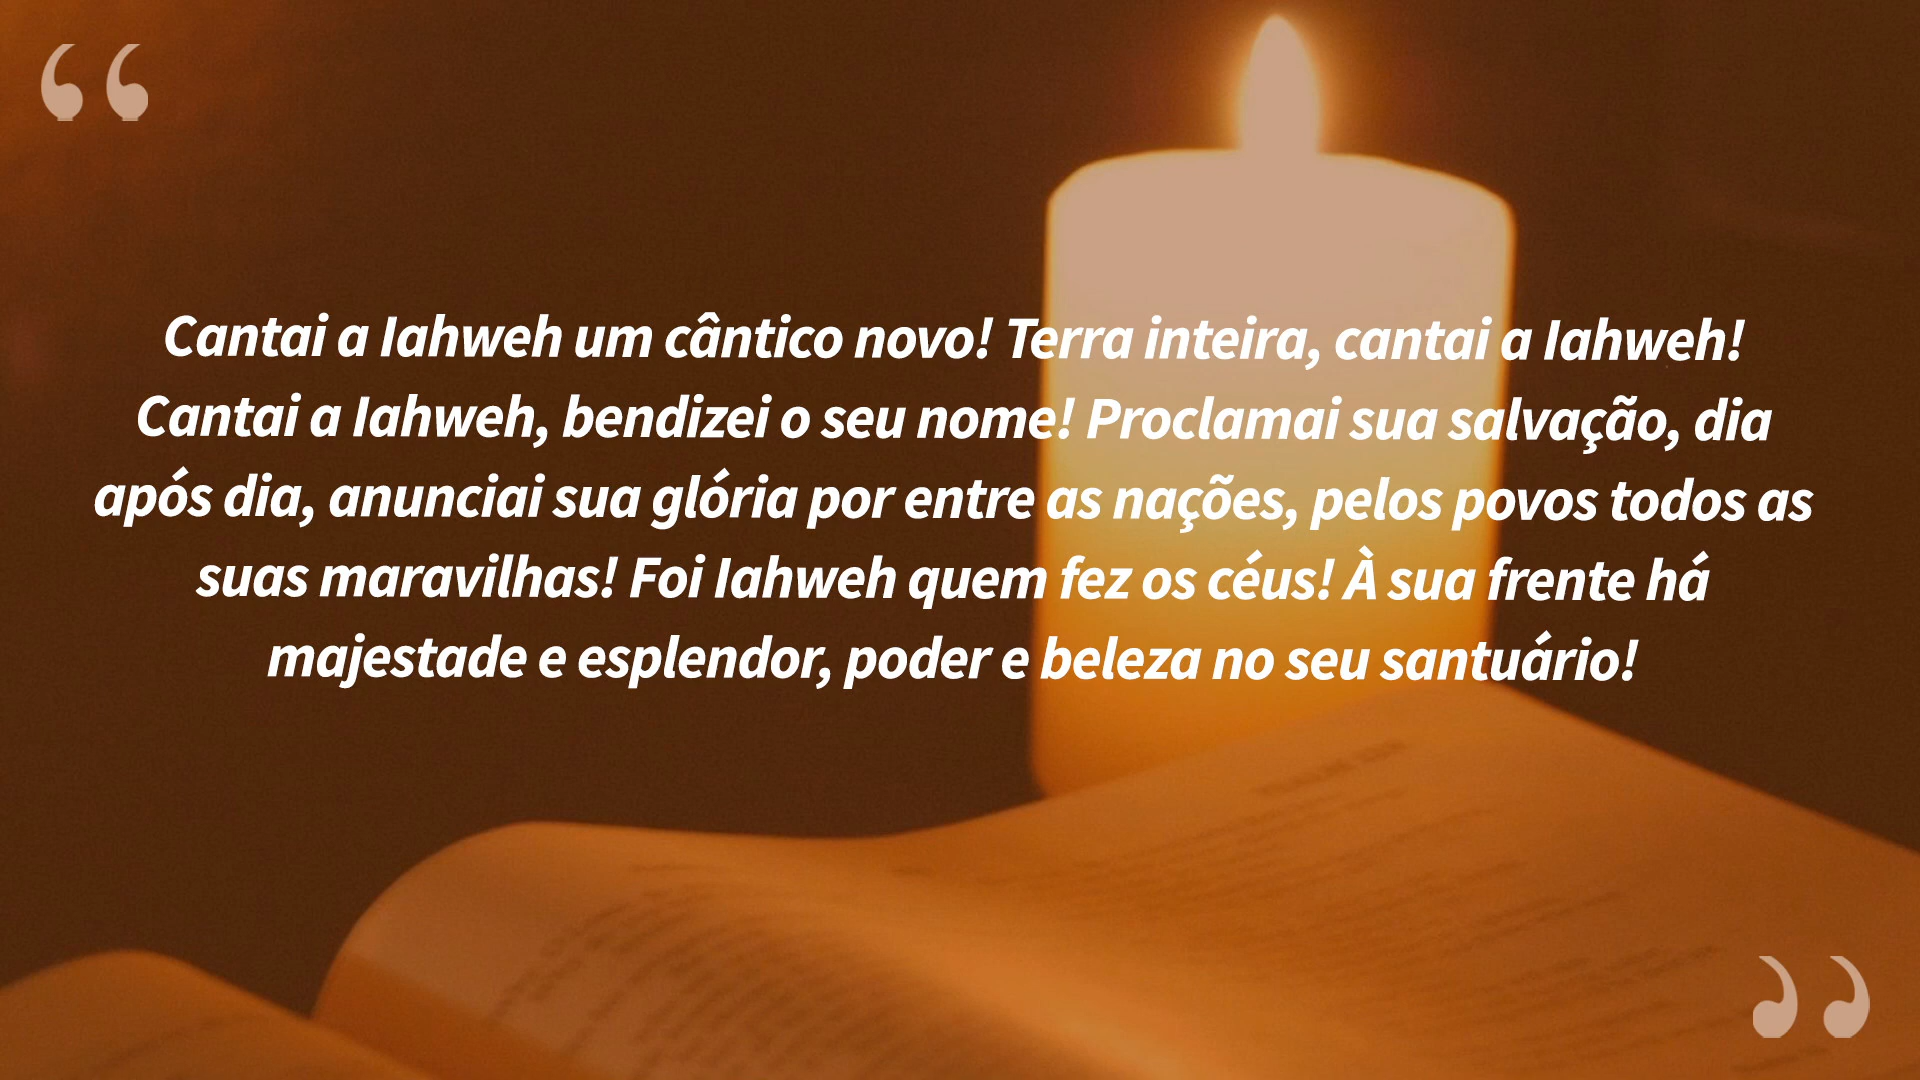 Cantai a Iahweh um cântico novo! Terra inteira, cantai a Iahweh!
Cantai a Iahweh, bendizei o seu nome! Proclamai sua salvação, dia
após dia, anunciai sua glória por entre as nações, pelos povos todos as
suas maravilhas! Foi Iahweh quem fez os céus! À sua frente há
majestade e esplendor, poder e beleza no seu santuário!